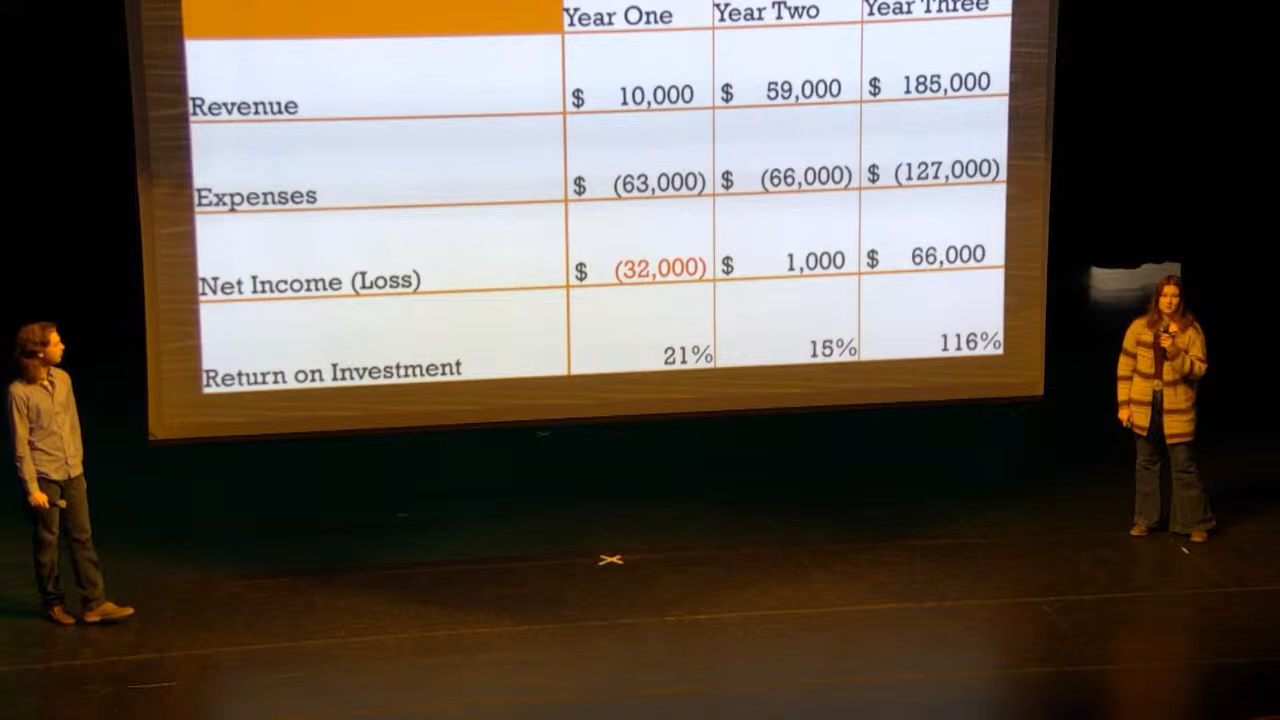 Year One Year Two Year Three
Revenue $ 10,000 $ 59,000 $ 185,000
Expenses $ (63,000) $ (66,000) $ (127,000)
Net Income (Loss) $ (32,000) $ 1,000 $ 66,000
Return on Investment 21% 15% 116%